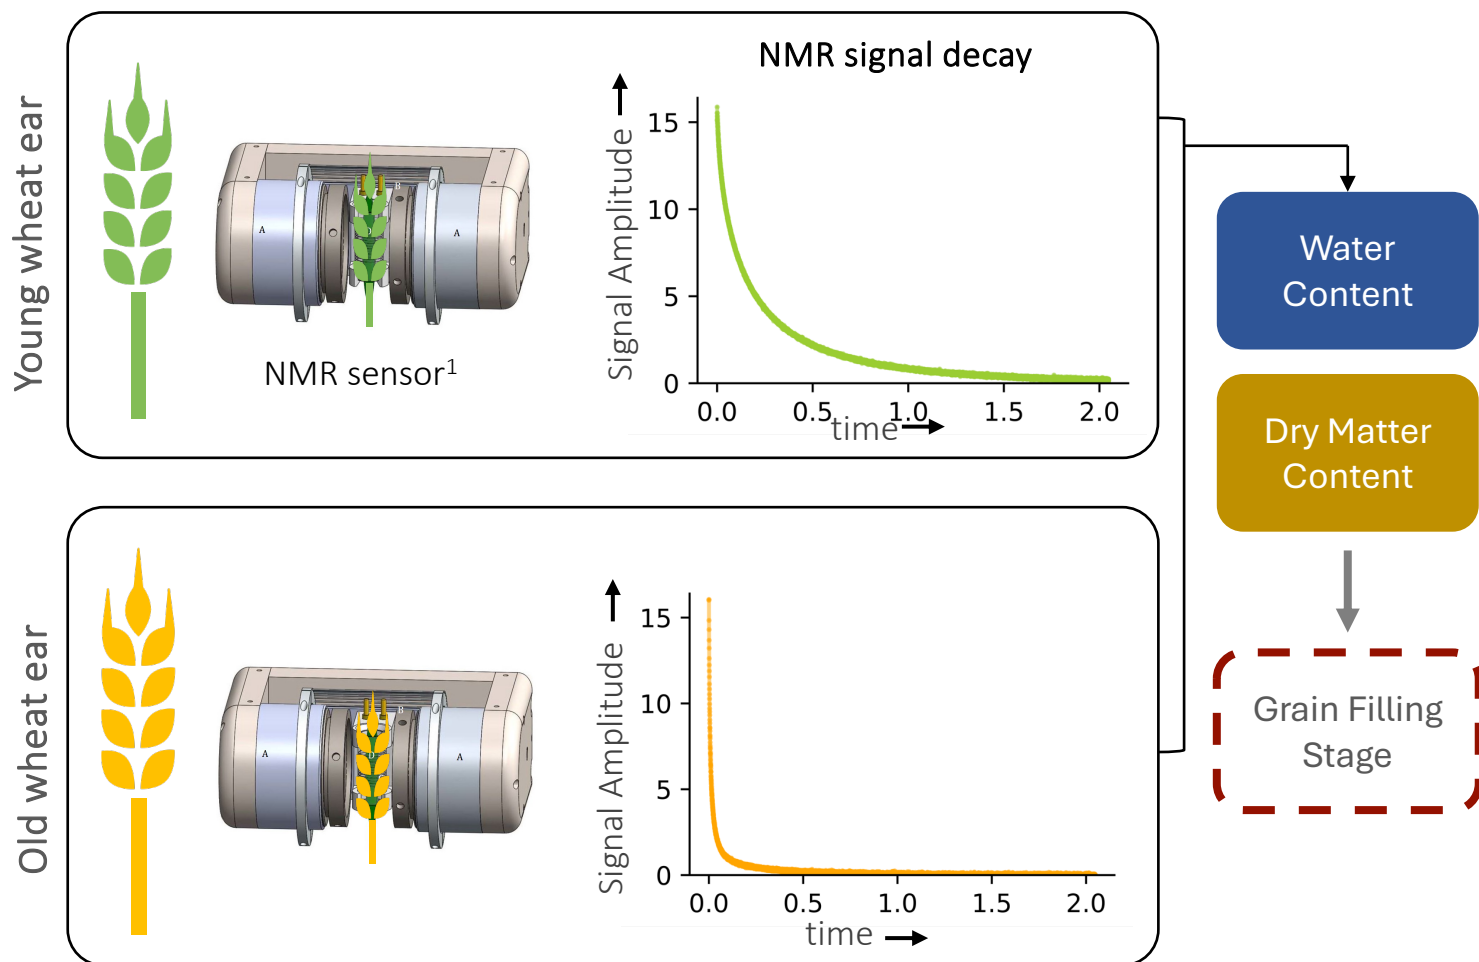 Young wheat ear
NMR sensor1
A
B
D
A
NMR signal decay
Signal Amplitude
15
10
5
0
0.0 0.5 1.0 1.5 2.0
time
Water
Content
Dry Matter
Content
Grain Filling
Stage
Old wheat ear
A
B
D
A
Signal Amplitude
15
10
5
0
0.0 0.5 1.0 1.5 2.0
time